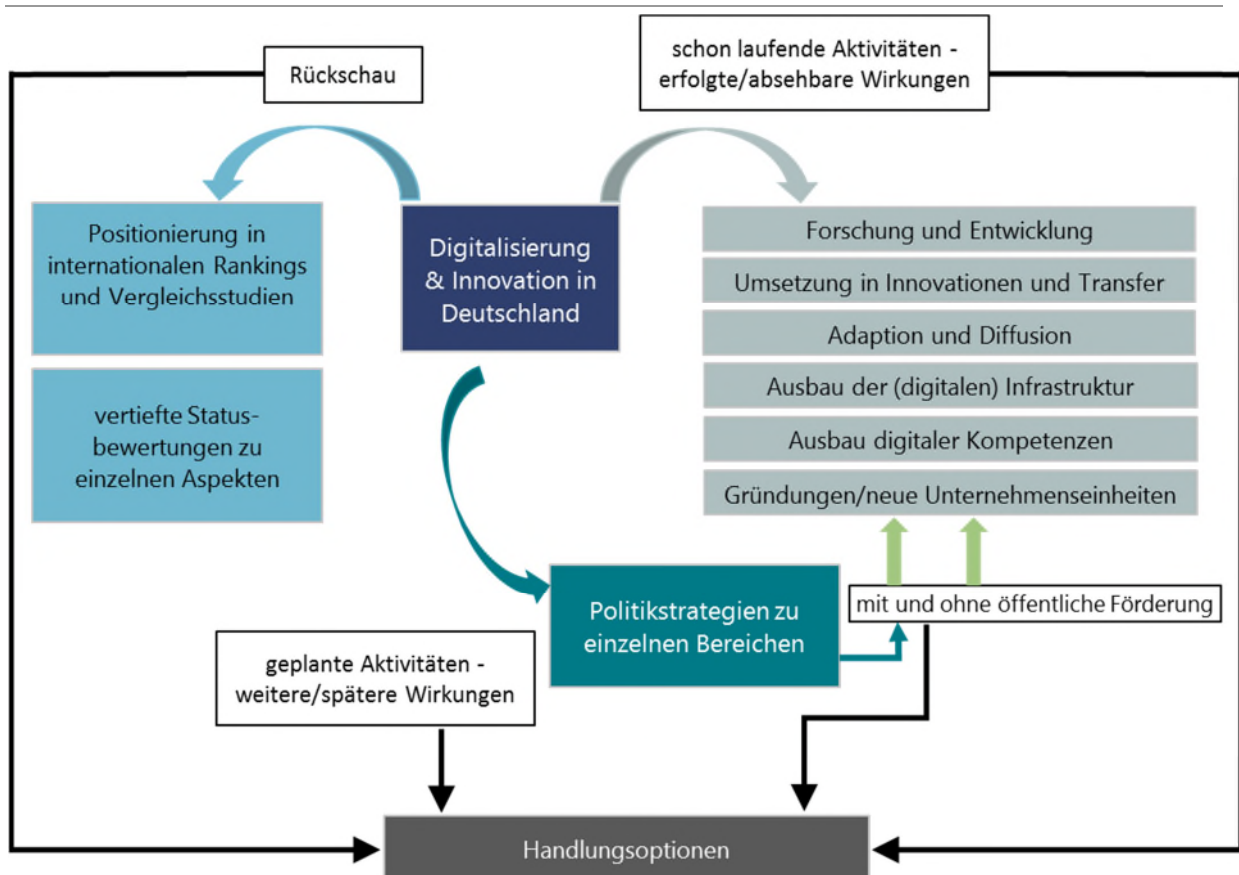 Rückschau
schon laufende Aktivitäten -
erfolgte/absehbare Wirkungen
Positionierung in
internationalen Rankings
und Vergleichsstudien
vertiefte Status-
bewertungen zu
einzelnen Aspekten
Digitalisierung
& Innovation in
Deutschland
Forschung und Entwicklung
Umsetzung in Innovationen und Transfer
Adaption und Diffusion
Ausbau der (digitalen) Infrastruktur
Ausbau digitaler Kompetenzen
Gründungen/neue Unternehmenseinheiten
Politikstrategien zu
einzelnen Bereichen
mit und ohne öffentliche Förderung
geplante Aktivitäten -
weitere/spätere Wirkungen
Handlungsoptionen